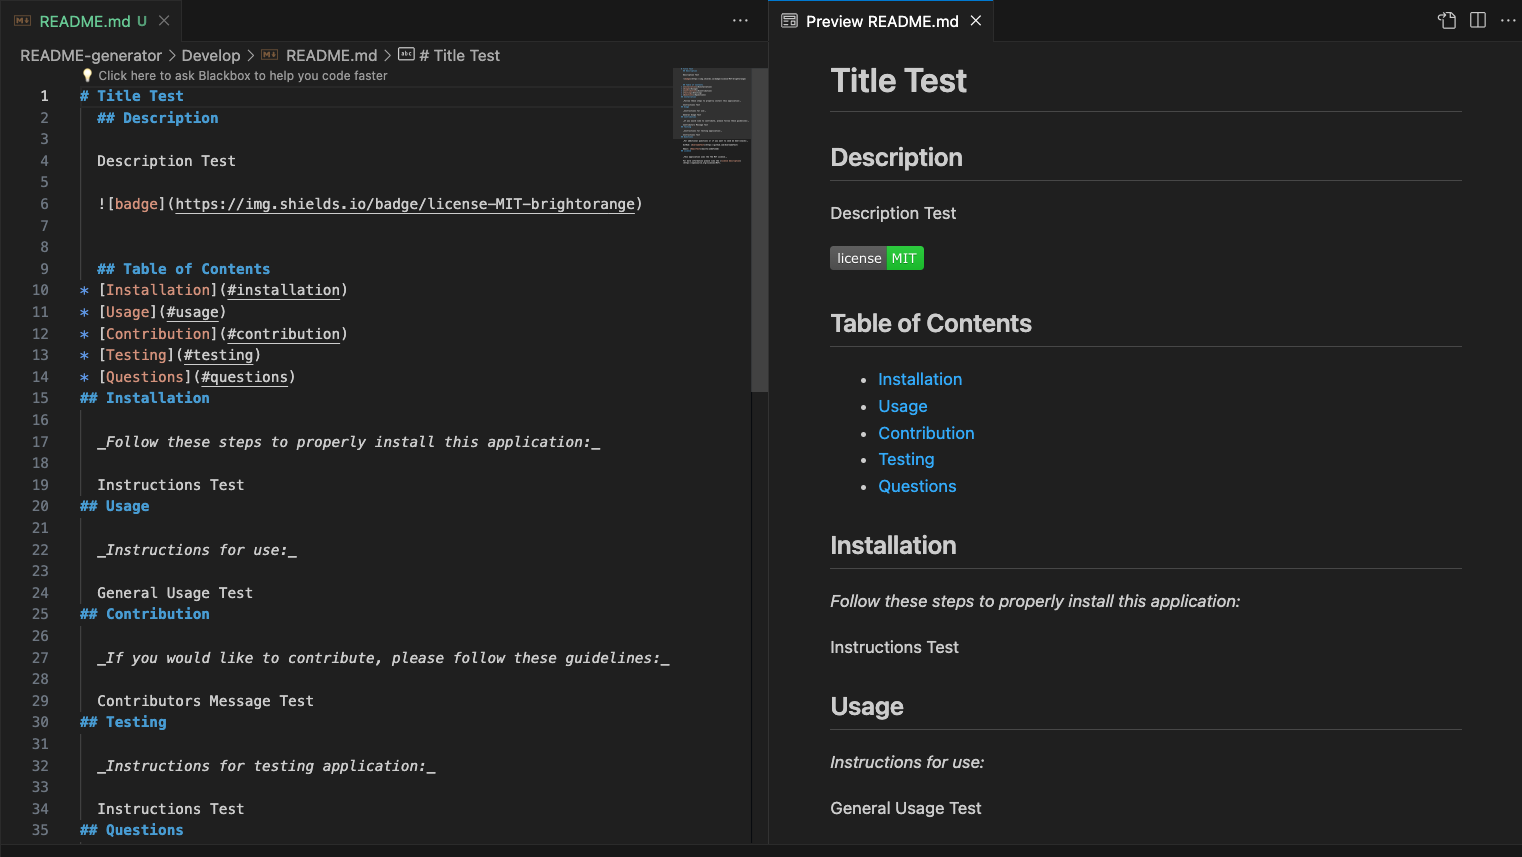 README.md U
README-generator > Develop > README.md > # Title Test
Click here to ask Blackbox to help you code faster
1 # Title Test
2 ## Description
3
4 Description Test
5
6 ![badge](https://img.shields.io/badge/license-MIT-brightorange)
7
8
9 ## Table of Contents
10 * [Installation](#installation)
11 * [Usage](#usage)
12 * [Contribution](#contribution)
13 * [Testing](#testing)
14 * [Questions](#questions)
15 ## Installation
16
17 _Follow these steps to properly install this application:_
18
19 Instructions Test
20 ## Usage
21
22 _Instructions for use:_
23
24 General Usage Test
25 ## Contribution
26
27 _If you would like to contribute, please follow these guidelines:_
28
29 Contributors Message Test
30 ## Testing
31
32 _Instructions for testing application:_
33
34 Instructions Test
35 ## Questions
Preview README.md
Title Test
Description
Description Test
license MIT
Table of Contents
• Installation
• Usage
• Contribution
• Testing
• Questions
Installation
Follow these steps to properly install this application:
Instructions Test
Usage
Instructions for use:
General Usage Test